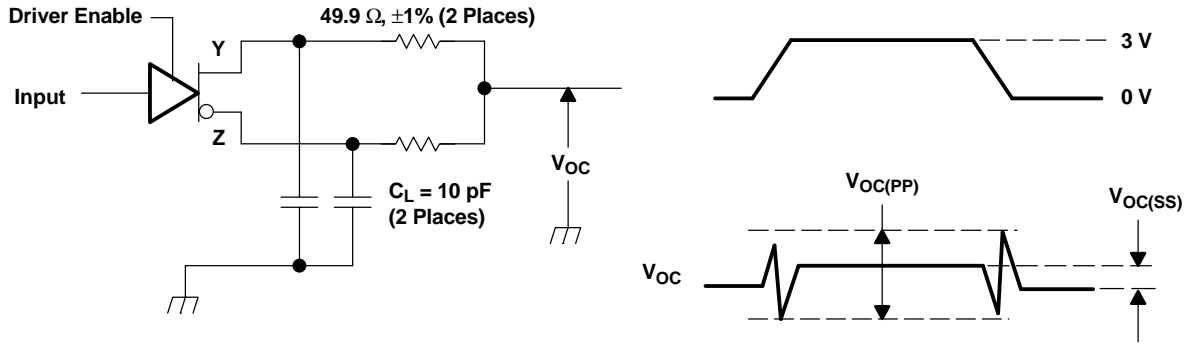 Driver Enable
49.9 Ω, ±1% (2 Places)
Y
Input
Z
V_OC
C_L = 10 pF
(2 Places)
3 V
0 V
V_OC(PP)
V_OC(SS)
V_OC